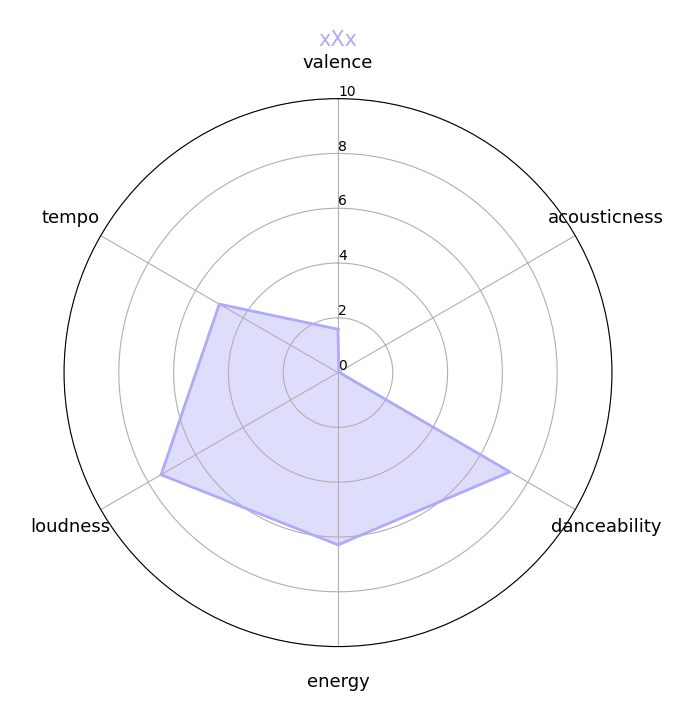 xXx
valence
10
8
6
4
2
0
tempo
acousticness
loudness
danceability
energy